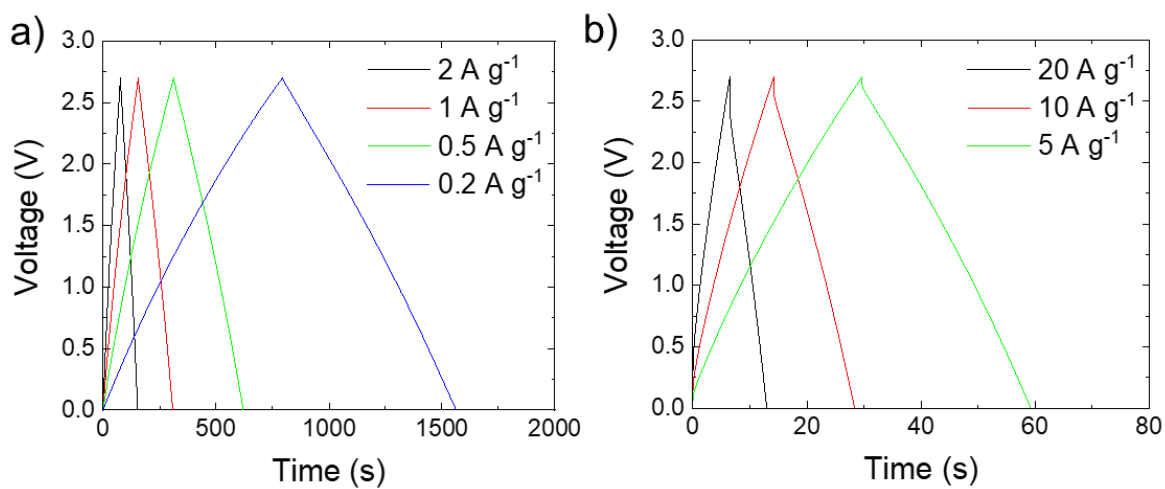 a)
3.0
2.5
2.0
1.5
1.0
0.5
0.0
Voltage (V)
2 A g⁻¹
1 A g⁻¹
0.5 A g⁻¹
0.2 A g⁻¹
0 500 1000 1500 2000
Time (s)
b)
3.0
2.5
2.0
1.5
1.0
0.5
0.0
Voltage (V)
20 A g⁻¹
10 A g⁻¹
5 A g⁻¹
0 20 40 60 80
Time (s)